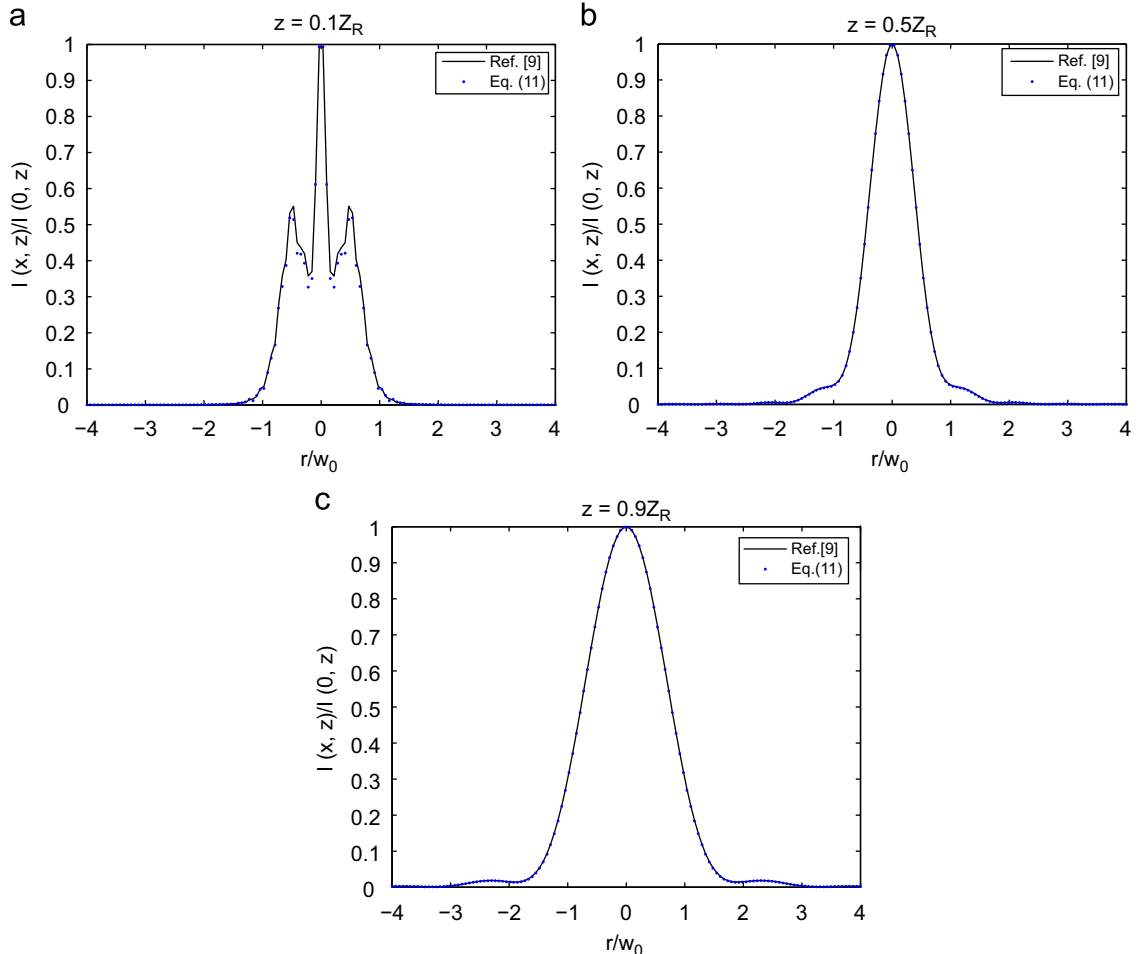 a
z = 0.1Z_R
1
0.9
0.8
0.7
0.6
0.5
0.4
0.3
0.2
0.1
0
I (x, z)/I (0, z)
Ref. [9]
Eq. (11)
−4 −3 −2 −1 0 1 2 3 4
r/w_0
b
z = 0.5Z_R
1
0.9
0.8
0.7
0.6
0.5
0.4
0.3
0.2
0.1
0
I (x, z)/I (0, z)
Ref. [9]
Eq. (11)
−4 −3 −2 −1 0 1 2 3 4
r/w_0
c
z = 0.9Z_R
1
0.9
0.8
0.7
0.6
0.5
0.4
0.3
0.2
0.1
0
I (x, z)/I (0, z)
Ref.[9]
Eq.(11)
−4 −3 −2 −1 0 1 2 3 4
r/w_0